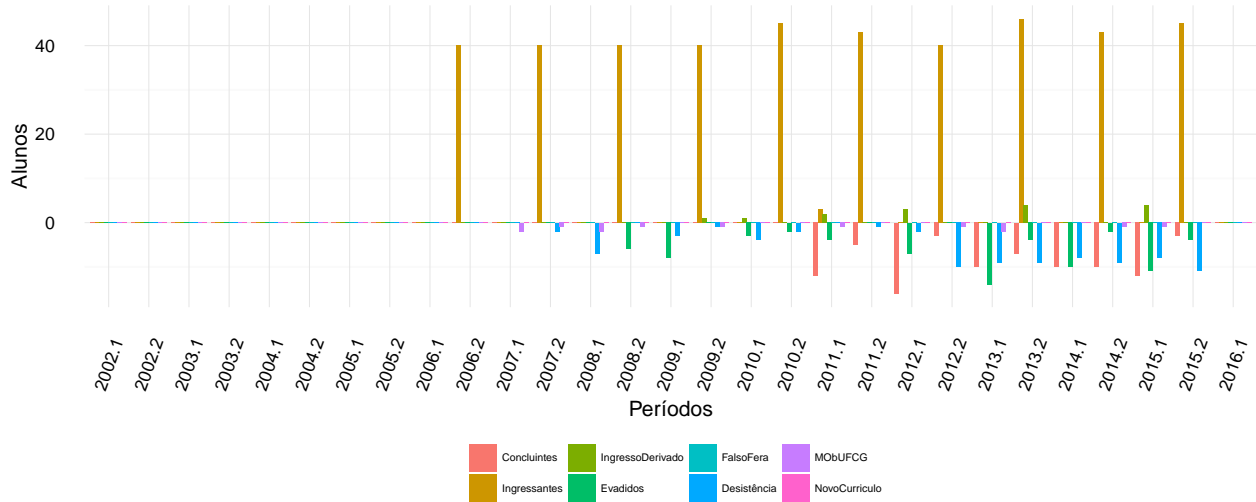 Alunos
40
20
0
2002.1 2002.2 2003.1 2003.2 2004.1 2004.2 2005.1 2005.2 2006.1 2006.2 2007.1 2007.2 2008.1 2008.2 2009.1 2009.2 2010.1 2010.2 2011.1 2011.2 2012.1 2012.2 2013.1 2013.2 2014.1 2014.2 2015.1 2015.2 2016.1
Períodos
Concluintes IngressoDerivado FalsoFera MObUFCG
Ingressantes Evadidos Desistência NovoCurriculo